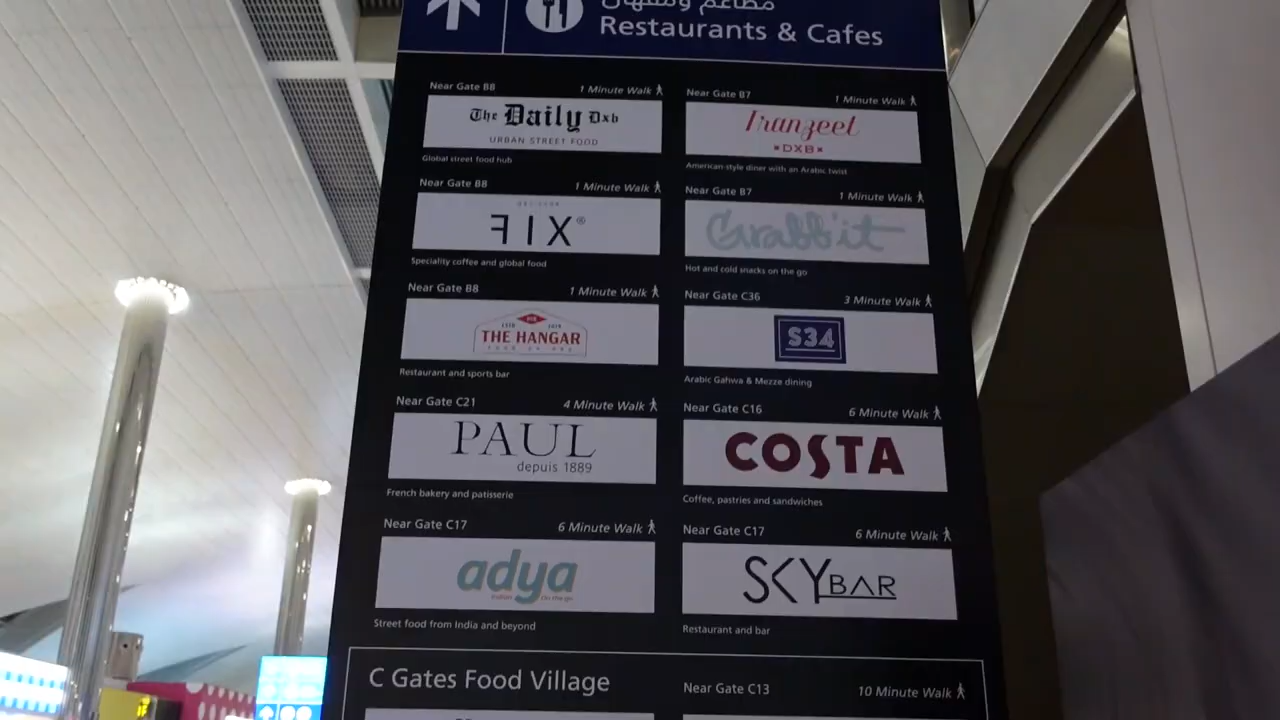 مطاعم ومقاهي
Restaurants & Cafes
Near Gate B8 1 Minute Walk
The Daily Dxb
URBAN STREET FOOD
Global street food hub
Near Gate B7 1 Minute Walk
Tranzeet
DXB
American-style diner with an Arabic twist
Near Gate B8 1 Minute Walk
FIX®
Speciality coffee and global food
Near Gate B7 1 Minute Walk
Grabb'it
Hot and cold snacks on the go
Near Gate B8 1 Minute Walk
THE HANGAR
Restaurant and sports bar
Near Gate C36 3 Minute Walk
S34
Arabic Gahwa & Mezze dining
Near Gate C21 4 Minute Walk
PAUL
depuis 1889
French bakery and patisserie
Near Gate C16 6 Minute Walk
COSTA
Coffee, pastries and sandwiches
Near Gate C17 6 Minute Walk
adya
Street food from India and beyond
Near Gate C17 6 Minute Walk
SKYBAR
Restaurant and bar
C Gates Food Village
Near Gate C13 10 Minute Walk